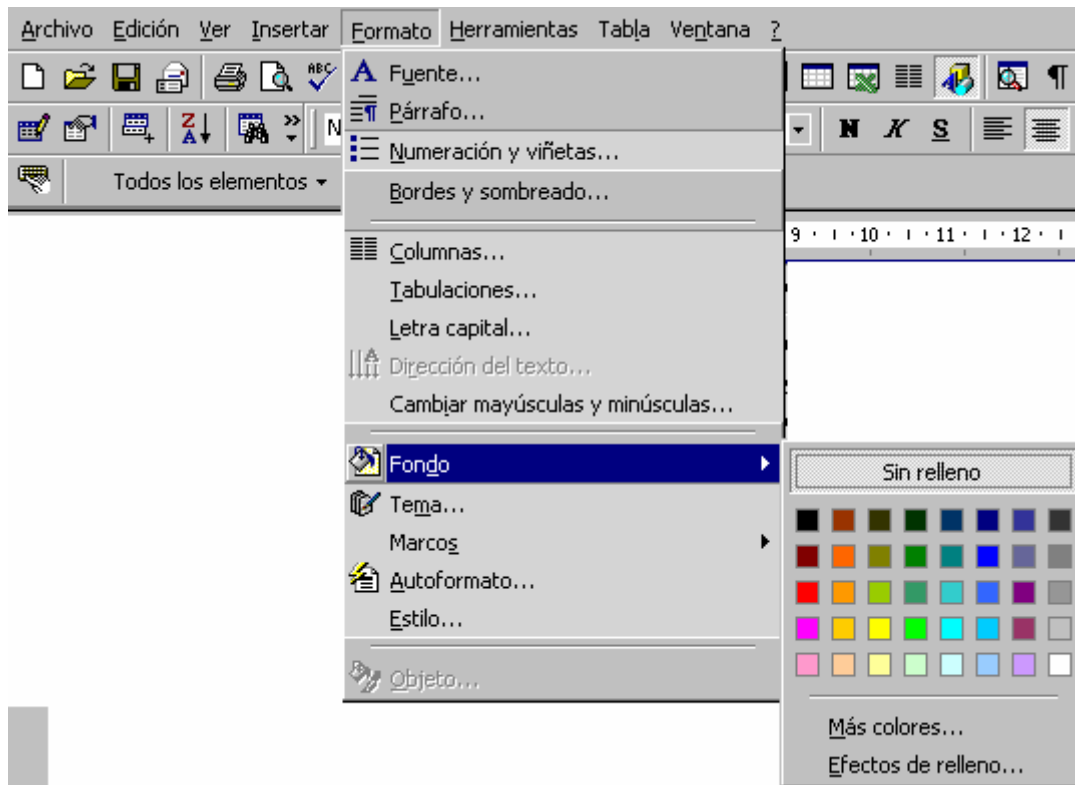 Archivo Edición Ver Insertar Formato Herramientas Tabla Ventana ?
ABC
Fuente...
Párrafo...
N
N K S
Numeración y viñetas...
Todos los elementos
Bordes y sombreado...
9 10 11 12
Columnas...
Tabulaciones...
Letra capital...
Dirección del texto...
Cambiar mayúsculas y minúsculas...
Fondo
Sin relleno
Tema...
Marcos
Autoformato...
Estilo...
Objeto...
Más colores...
Efectos de relleno...